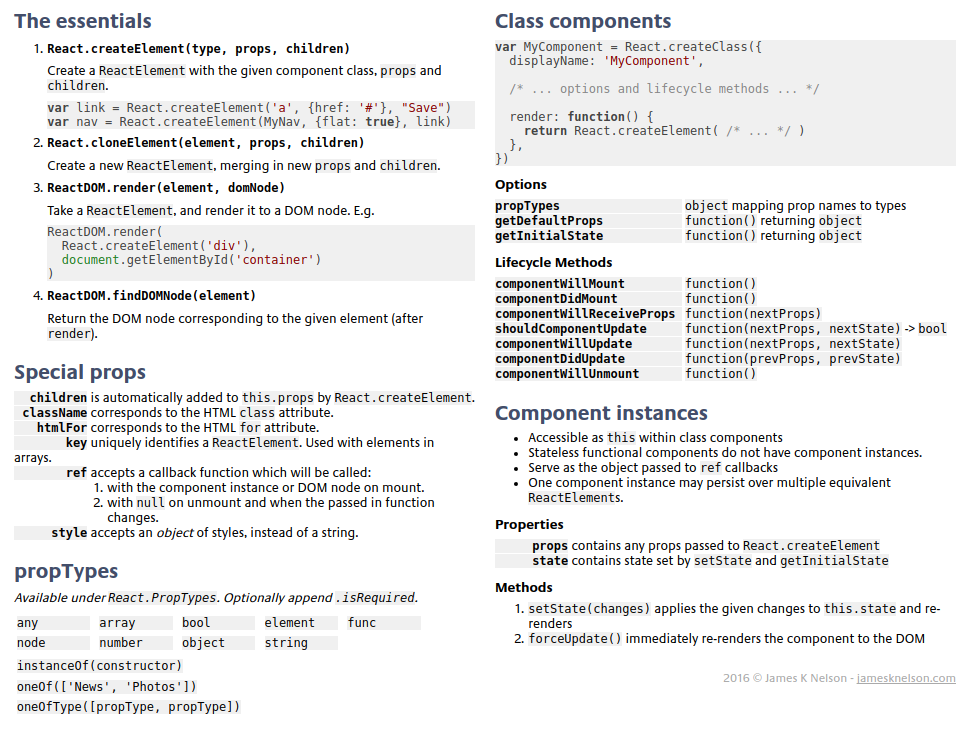 The essentials
1. React.createElement(type, props, children)
Create a ReactElement with the given component class, props and
children.
var link = React.createElement('a', {href: '#'}, "Save")
var nav = React.createElement(MyNav, {flat: true}, link)
2. React.cloneElement(element, props, children)
Create a new ReactElement, merging in new props and children.
3. ReactDOM.render(element, domNode)
Take a ReactElement, and render it to a DOM node. E.g.
ReactDOM.render(
  React.createElement('div'),
  document.getElementById('container')
)
4. ReactDOM.findDOMNode(element)
Return the DOM node corresponding to the given element (after
render).
Special props
children is automatically added to this.props by React.createElement.
className corresponds to the HTML class attribute.
htmlFor corresponds to the HTML for attribute.
key uniquely identifies a ReactElement. Used with elements in
arrays.
ref accepts a callback function which will be called:
1. with the component instance or DOM node on mount.
2. with null on unmount and when the passed in function
changes.
style accepts an object of styles, instead of a string.
propTypes
Available under React.PropTypes. Optionally append .isRequired.
any array bool element func
node number object string
instanceOf(constructor)
oneOf(['News', 'Photos'])
oneOfType([propType, propType])
Class components
var MyComponent = React.createClass({
  displayName: 'MyComponent',
  /* ... options and lifecycle methods ... */
  render: function() {
    return React.createElement( /* ... */ )
  },
})
Options
propTypes object mapping prop names to types
getDefaultProps function() returning object
getInitialState function() returning object
Lifecycle Methods
componentWillMount function()
componentDidMount function()
componentWillReceiveProps function(nextProps)
shouldComponentUpdate function(nextProps, nextState) -> bool
componentWillUpdate function(nextProps, nextState)
componentDidUpdate function(prevProps, prevState)
componentWillUnmount function()
Component instances
• Accessible as this within class components
• Stateless functional components do not have component instances.
• Serve as the object passed to ref callbacks
• One component instance may persist over multiple equivalent
ReactElements.
Properties
props contains any props passed to React.createElement
state contains state set by setState and getInitialState
Methods
1. setState(changes) applies the given changes to this.state and re-
renders
2. forceUpdate() immediately re-renders the component to the DOM
2016 © James K Nelson - jamesknelson.com